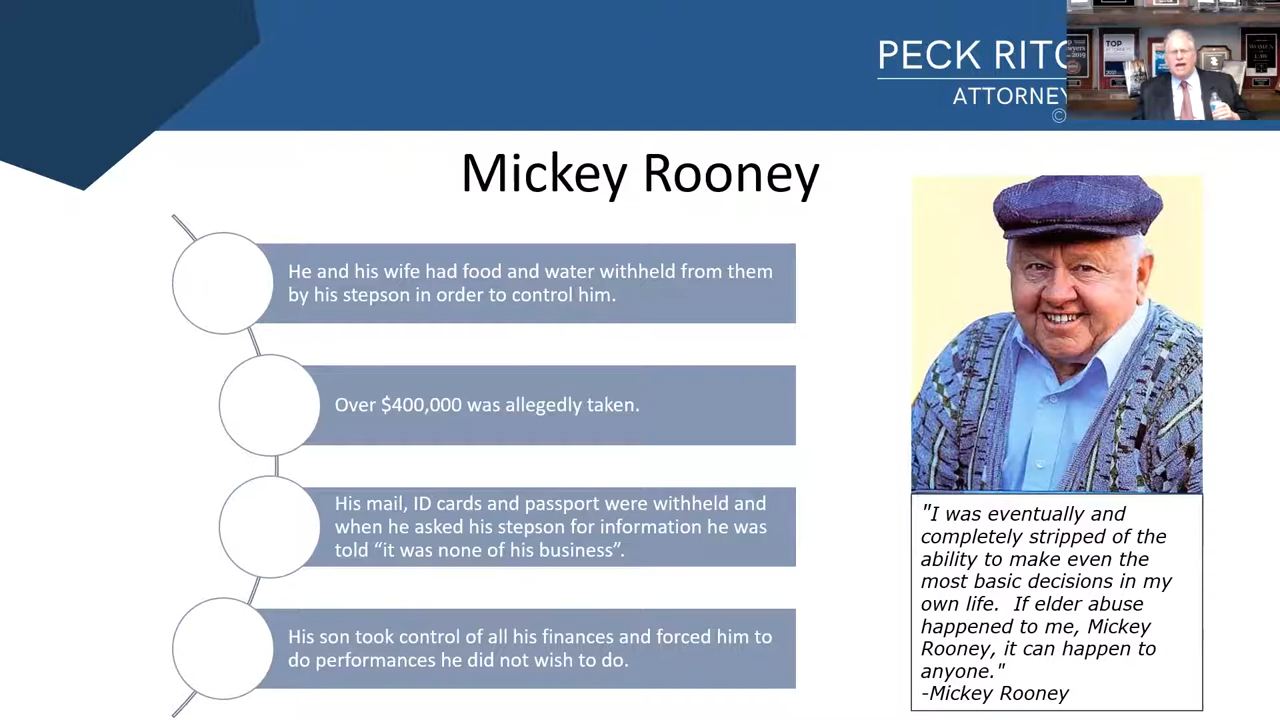 PECK RITC
ATTORNEY
©
TOP
Mickey Rooney
He and his wife had food and water withheld from them
by his stepson in order to control him.
Over $400,000 was allegedly taken.
His mail, ID cards and passport were withheld and
when he asked his stepson for information he was
told “it was none of his business”.
His son took control of all his finances and forced him to
do performances he did not wish to do.
"I was eventually and
completely stripped of the
ability to make even the
most basic decisions in my
own life.  If elder abuse
happened to me, Mickey
Rooney, it can happen to
anyone."
-Mickey Rooney